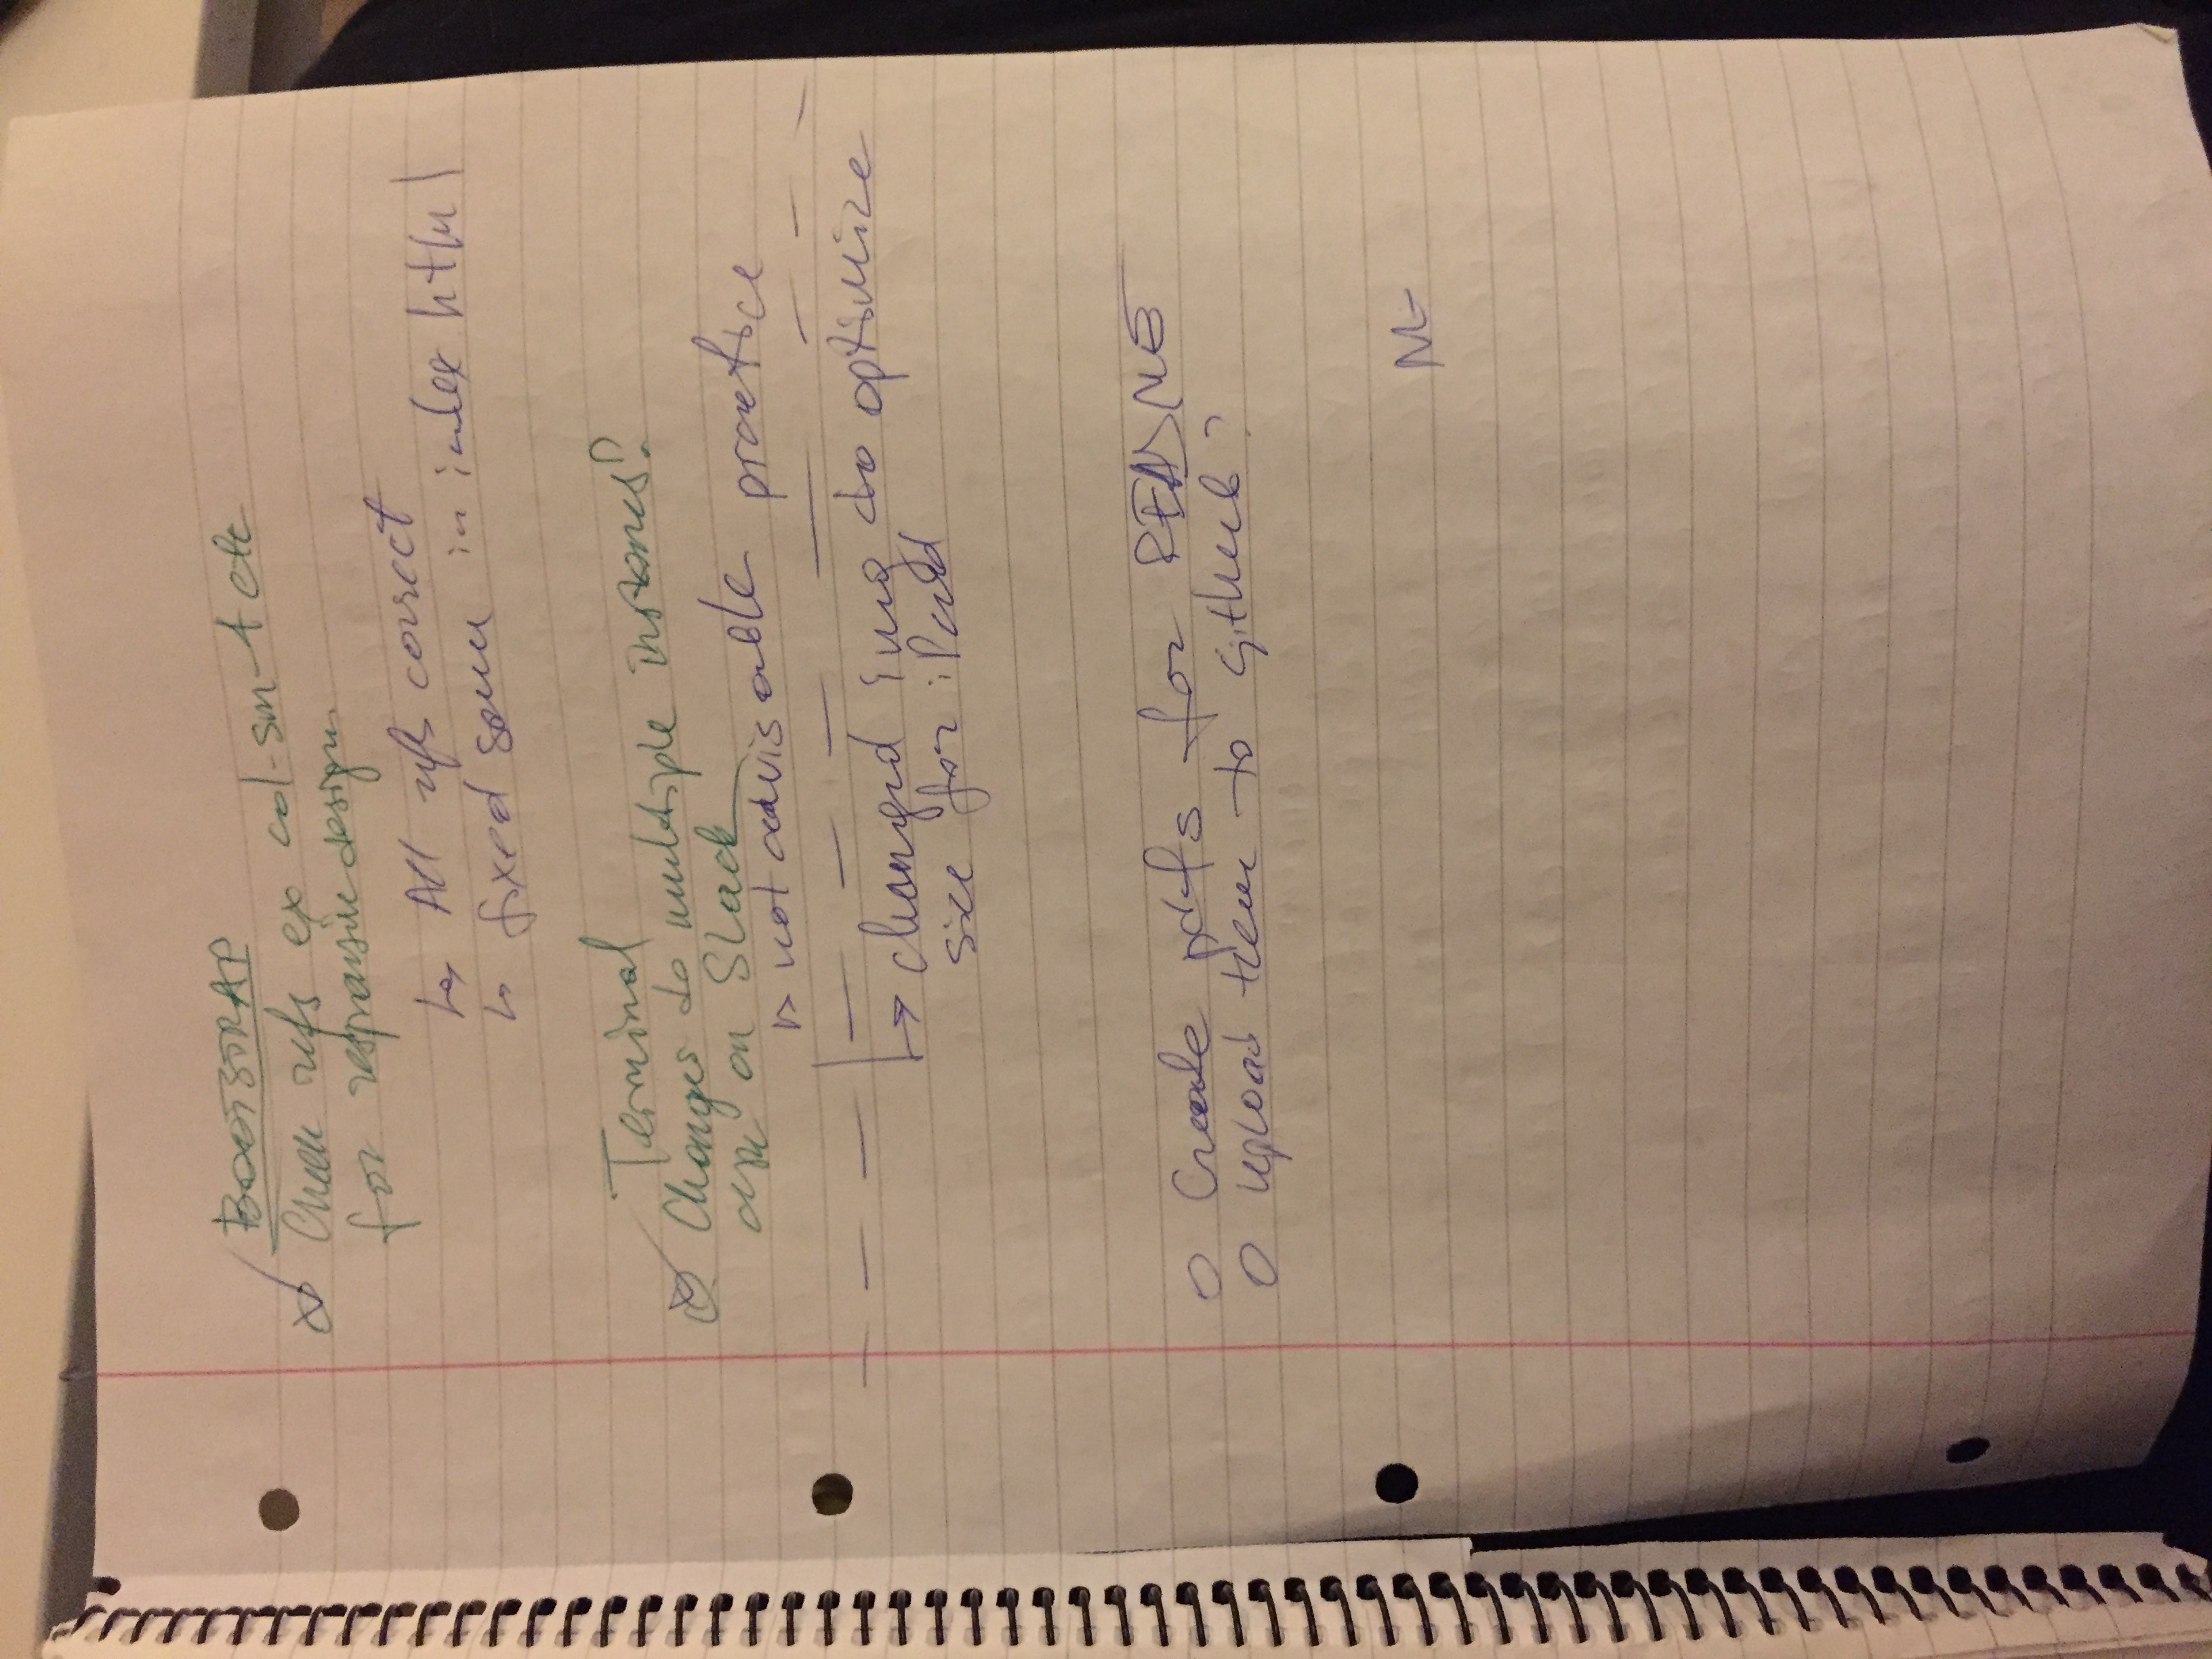 BOOTSTRAP
Check refs ex col-sm-4 etc
for responsive design
↳ All refs correct
↳ fixed some in index html
Terminal
Changes to multiple instances?
ask on Slack
↳ not advisable practice
↳ changed img to optimize
size for iPad
O Create pdfs for README
O upload them to github?